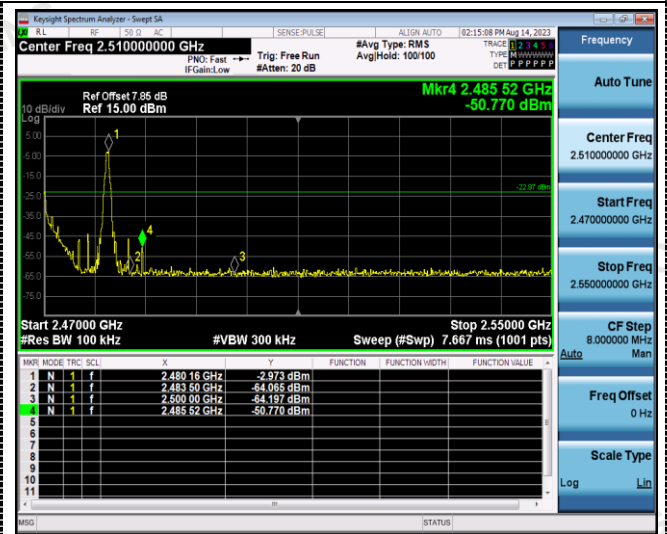 Keysight Spectrum Analyzer - Swept SA
RL RF 50 Ω AC SENSE:PULSE ALIGN AUTO 02:15:08 PM Aug 14, 2023
Center Freq 2.510000000 GHz
PNO: Fast
IFGain:Low
Trig: Free Run
#Atten: 20 dB
#Avg Type: RMS
Avg|Hold: 100/100
TRACE 1 2 3 4 5 6
TYPE M WWWWW
DET P P P P P P
Mkr4 2.485 52 GHz
-50.770 dBm
Ref Offset 7.85 dB
10 dB/div Ref 15.00 dBm
Log
5.00
-5.00
-15.0
-25.0
-35.0
-45.0
-55.0
-65.0
-75.0
1
-22.97 dBm
4
2
3
Start 2.47000 GHz Stop 2.55000 GHz
#Res BW 100 kHz #VBW 300 kHz Sweep (#Swp) 7.667 ms (1001 pts)
MKR MODE TRC SCL X Y FUNCTION FUNCTION WIDTH FUNCTION VALUE
1 N 1 f 2.480 16 GHz -2.973 dBm
2 N 1 f 2.483 50 GHz -64.065 dBm
3 N 1 f 2.500 00 GHz -64.197 dBm
4 N 1 f 2.485 52 GHz -50.770 dBm
5
6
7
8
9
10
11
MSG STATUS
Frequency
Auto Tune
Center Freq
2.510000000 GHz
Start Freq
2.470000000 GHz
Stop Freq
2.550000000 GHz
CF Step
8.000000 MHz
Auto Man
Freq Offset
0 Hz
Scale Type
Log Lin